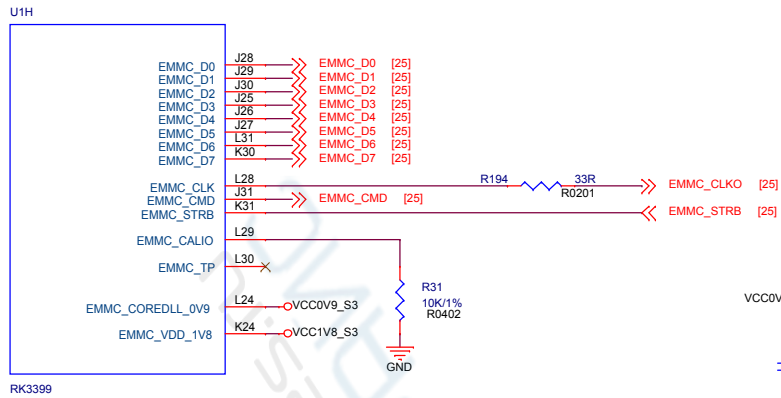 U1H
EMMC_D0 J28 EMMC_D0 [25]
EMMC_D1 J29 EMMC_D1 [25]
EMMC_D2 J30 EMMC_D2 [25]
EMMC_D3 J25 EMMC_D3 [25]
EMMC_D4 J26 EMMC_D4 [25]
EMMC_D5 J27 EMMC_D5 [25]
EMMC_D6 L31 EMMC_D6 [25]
EMMC_D7 K30 EMMC_D7 [25]
EMMC_CLK L28 R194 33R EMMC_CLKO [25]
R0201
EMMC_CMD J31 EMMC_CMD [25]
EMMC_STRB K31 EMMC_STRB [25]
EMMC_CALIO L29
EMMC_TP L30
R31
10K/1%
R0402
EMMC_COREDLL_0V9 L24 VCC0V9_S3
VCC0V
EMMC_VDD_1V8 K24 VCC1V8_S3
GND
RK3399